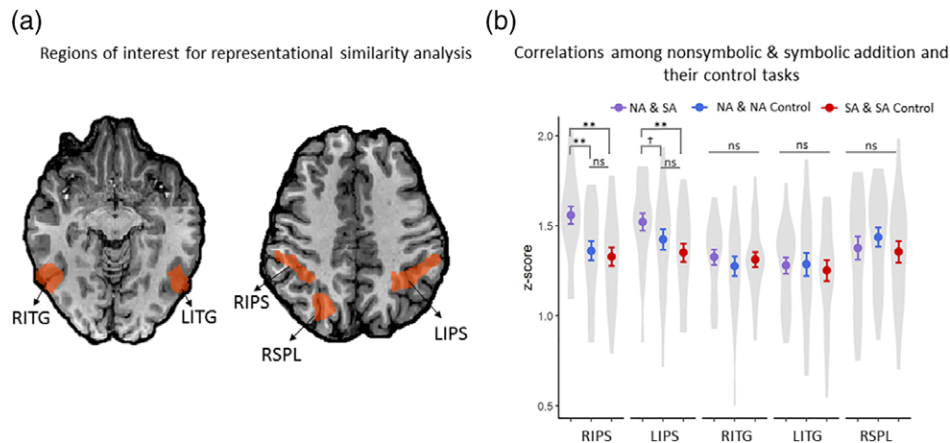 (a)
Regions of interest for representational similarity analysis
RITG
LITG
RIPS
RSPL
LIPS
(b)
Correlations among nonsymbolic & symbolic addition and
their control tasks
NA & SA
NA & NA Control
SA & SA Control
z-score
2.0
1.5
1.0
0.5
**
**
ns
**
†
ns
ns
ns
ns
RIPS
LIPS
RITG
LITG
RSPL